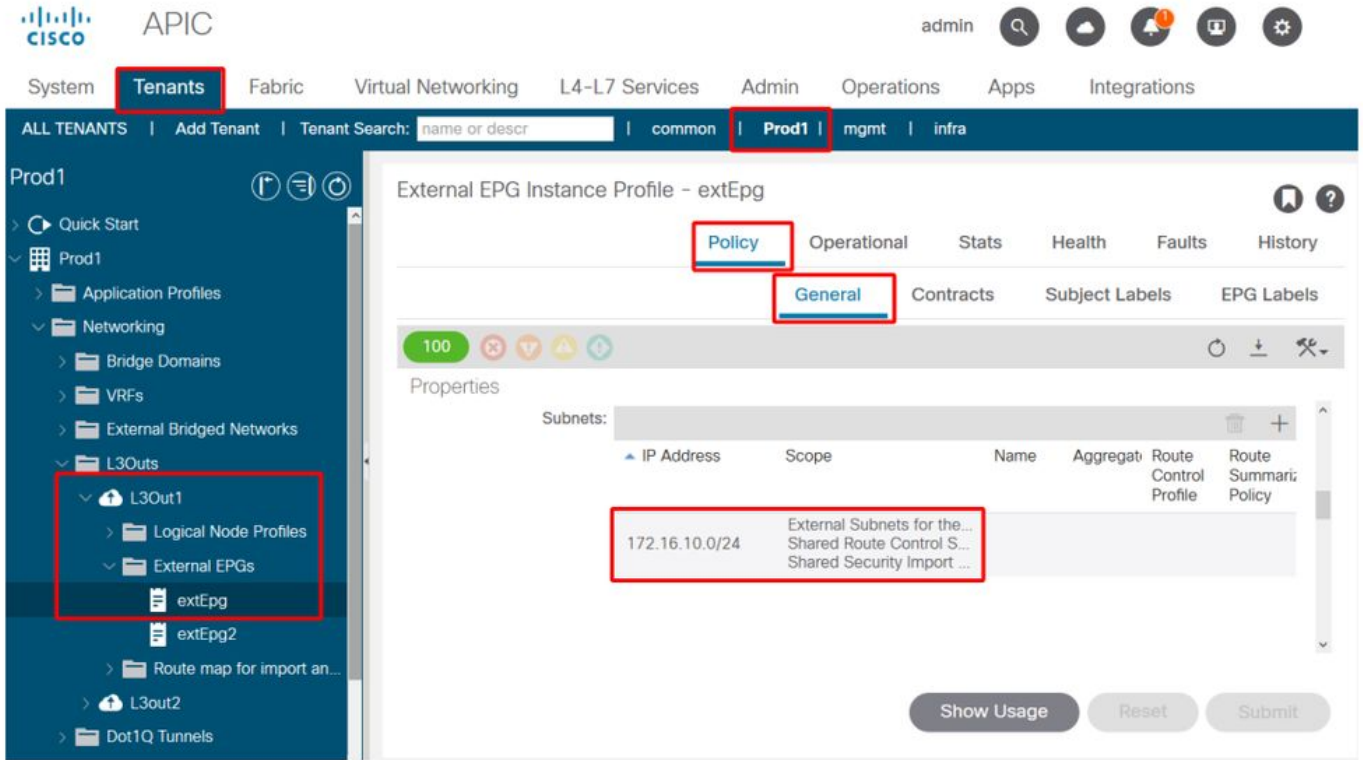 CISCO APIC admin 1
System Tenants Fabric Virtual Networking L4-L7 Services Admin Operations Apps Integrations
ALL TENANTS | Add Tenant | Tenant Search: name or descr | common | Prod1 | mgmt | infra
Prod1
Quick Start
Prod1
Application Profiles
Networking
Bridge Domains
VRFs
External Bridged Networks
L3Outs
L3Out1
Logical Node Profiles
External EPGs
extEpg
extEpg2
Route map for import an...
L3out2
Dot1Q Tunnels
External EPG Instance Profile - extEpg
Policy Operational Stats Health Faults History
General Contracts Subject Labels EPG Labels
100
Properties
Subnets:
IP Address Scope Name Aggregat Route Control Profile Route Summariz Policy
172.16.10.0/24
External Subnets for the...
Shared Route Control S...
Shared Security Import ...
Show Usage Reset Submit